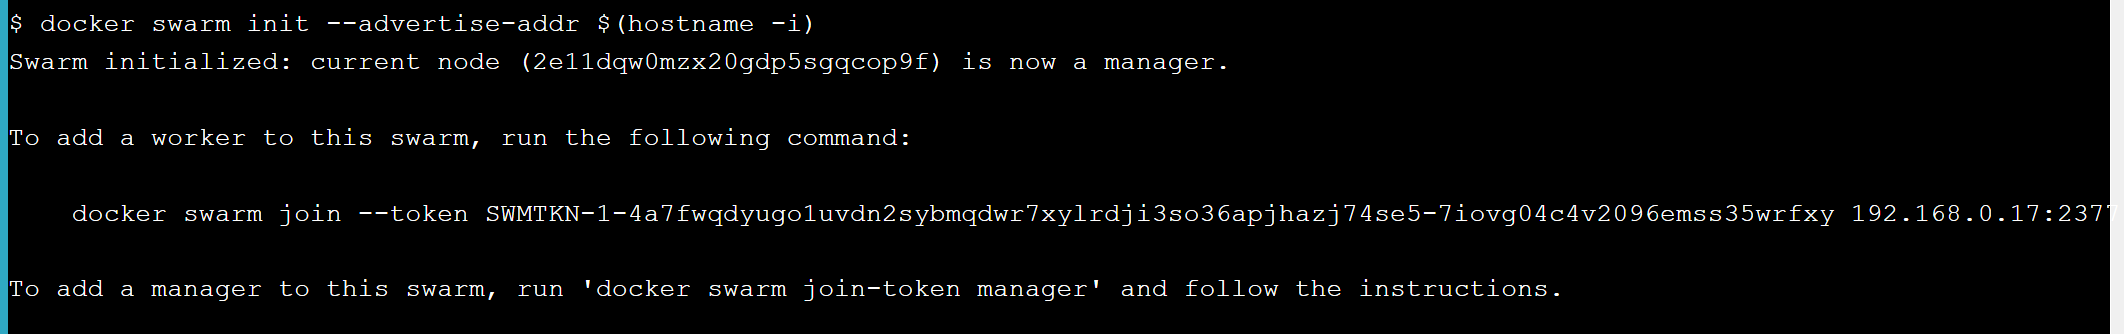 $ docker swarm init --advertise-addr $(hostname -i)
Swarm initialized: current node (2e11dqw0mzx20gdp5sgqcop9f) is now a manager.
To add a worker to this swarm, run the following command:
docker swarm join --token SWMTKN-1-4a7fwqdyugo1uvdn2sybmqdwr7xylrdji3so36apjhazj74se5-7iovg04c4v2096emss35wrfxy 192.168.0.17:2377
To add a manager to this swarm, run 'docker swarm join-token manager' and follow the instructions.